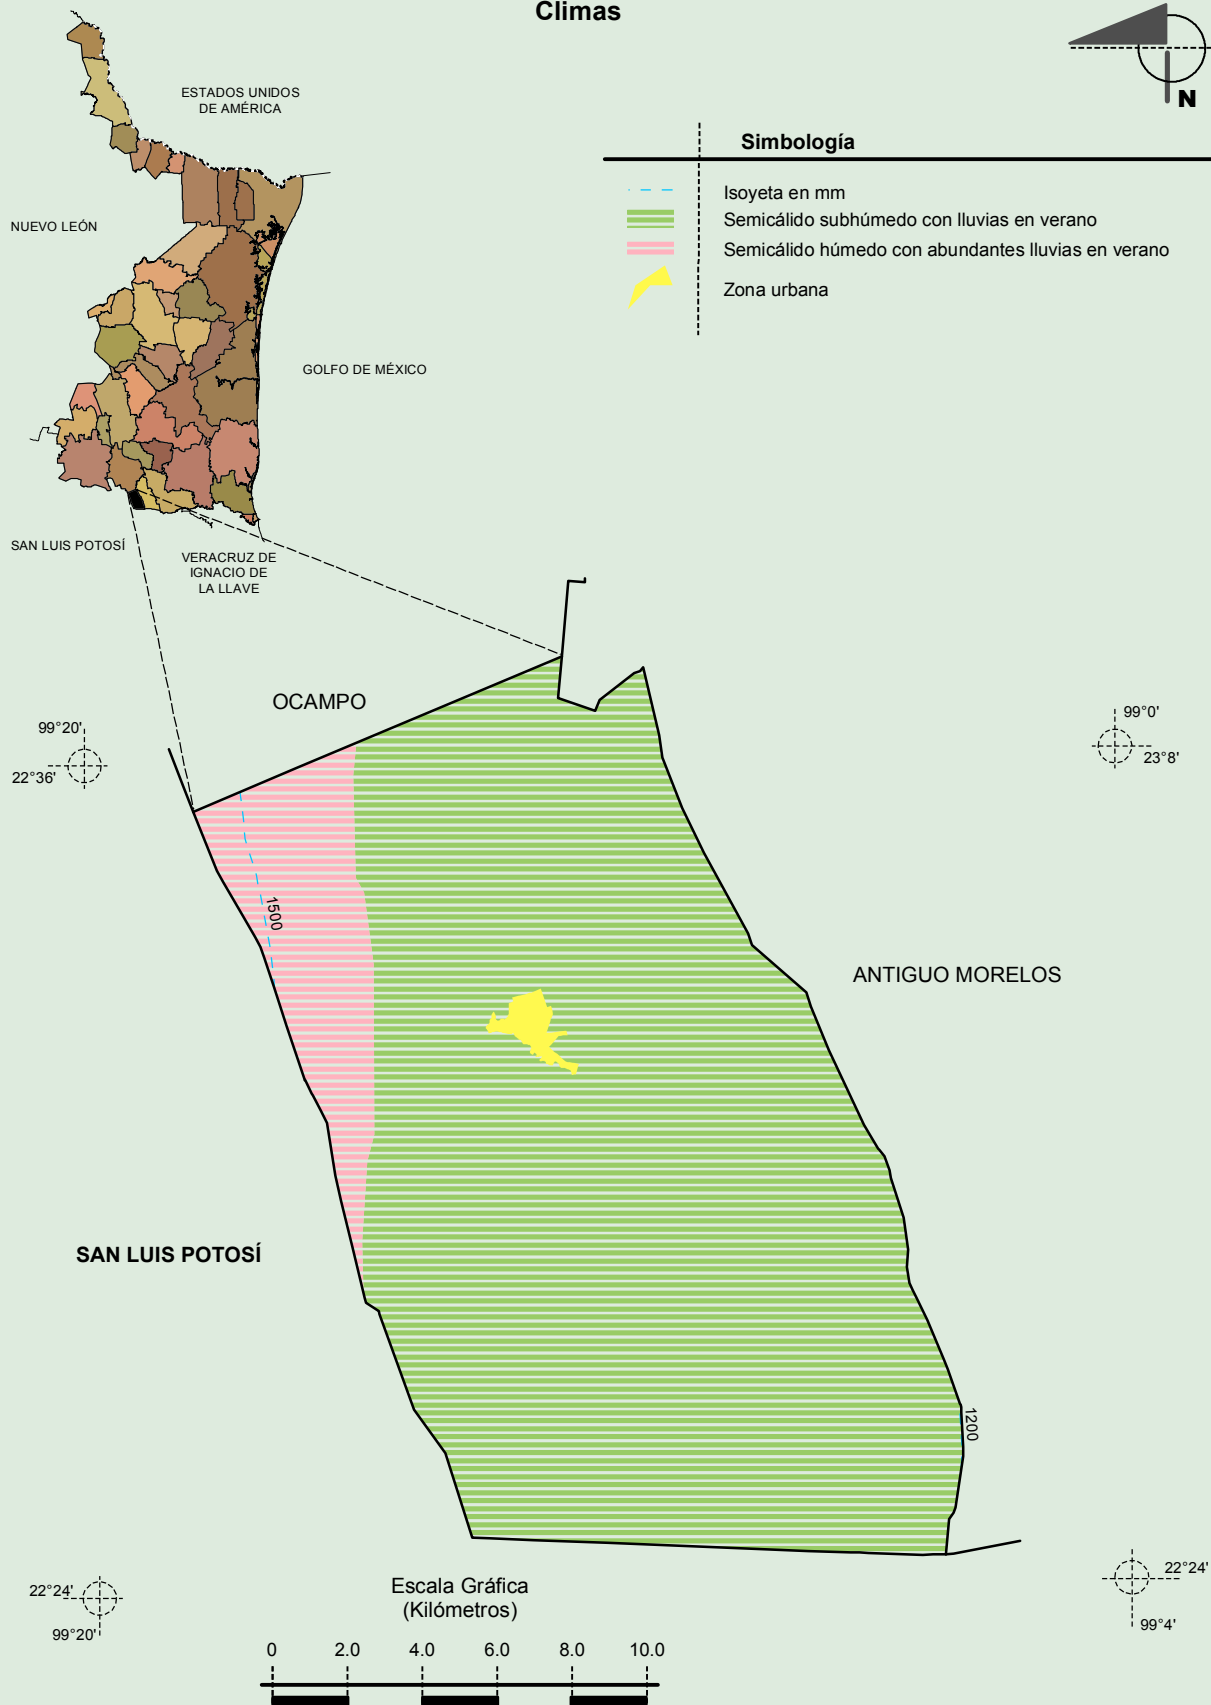 Climas
N
ESTADOS UNIDOS
DE AMÉRICA
NUEVO LEÓN
GOLFO DE MÉXICO
SAN LUIS POTOSÍ
VERACRUZ DE
IGNACIO DE
LA LLAVE
Simbología
Isoyeta en mm
Semicálido subhúmedo con lluvias en verano
Semicálido húmedo con abundantes lluvias en verano
Zona urbana
OCAMPO
99°20'
22°36'
99°0'
23°8'
1500
ANTIGUO MORELOS
SAN LUIS POTOSÍ
1200
22°24'
99°20'
22°24'
99°4'
Escala Gráfica
(Kilómetros)
0 2.0 4.0 6.0 8.0 10.0